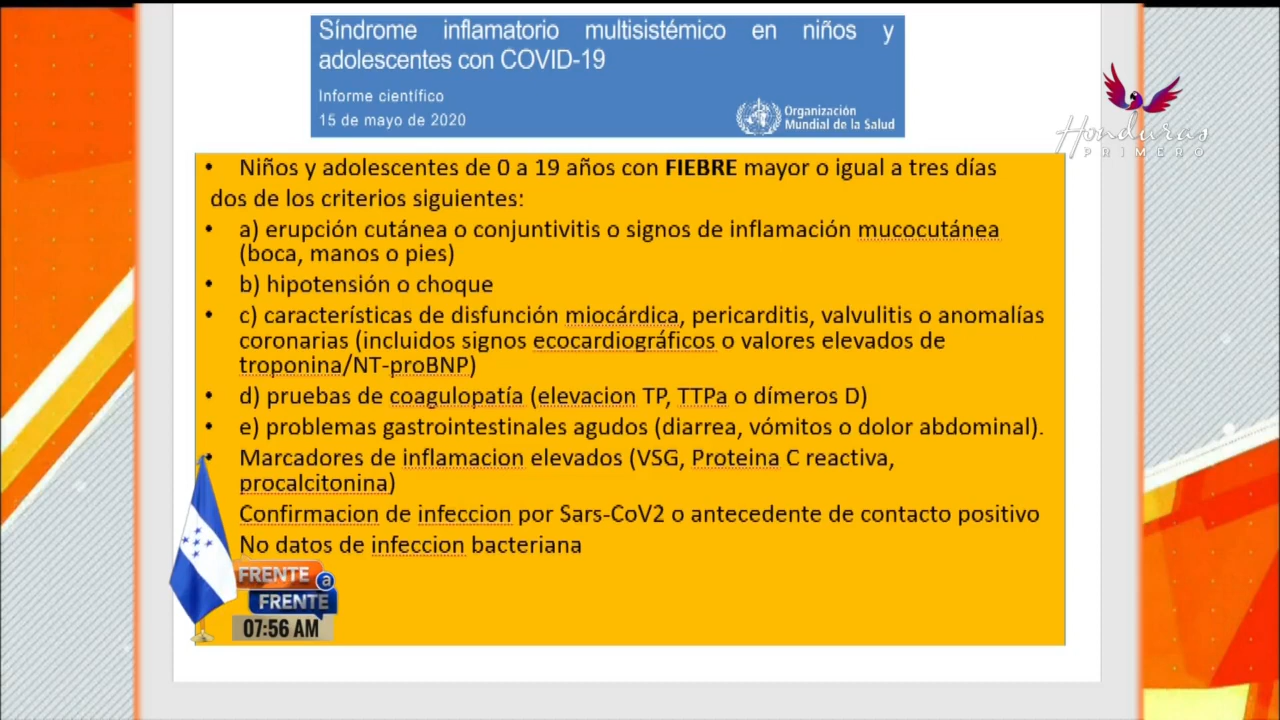 Síndrome inflamatorio multisistémico en niños y
adolescentes con COVID-19
Informe científico
15 de mayo de 2020
Organización
Mundial de la Salud
Honduras
PRIMERO
• Niños y adolescentes de 0 a 19 años con FIEBRE mayor o igual a tres días
dos de los criterios siguientes:
• a) erupción cutánea o conjuntivitis o signos de inflamación mucocutánea
(boca, manos o pies)
• b) hipotensión o choque
• c) características de disfunción miocárdica, pericarditis, valvulitis o anomalías
coronarias (incluidos signos ecocardiográficos o valores elevados de
troponina/NT-proBNP)
• d) pruebas de coagulopatía (elevacion TP, TTPa o dímeros D)
• e) problemas gastrointestinales agudos (diarrea, vómitos o dolor abdominal).
• Marcadores de inflamacion elevados (VSG, Proteina C reactiva,
procalcitonina)
Confirmacion de infeccion por Sars-CoV2 o antecedente de contacto positivo
No datos de infeccion bacteriana
FRENTE a
FRENTE
07:56 AM